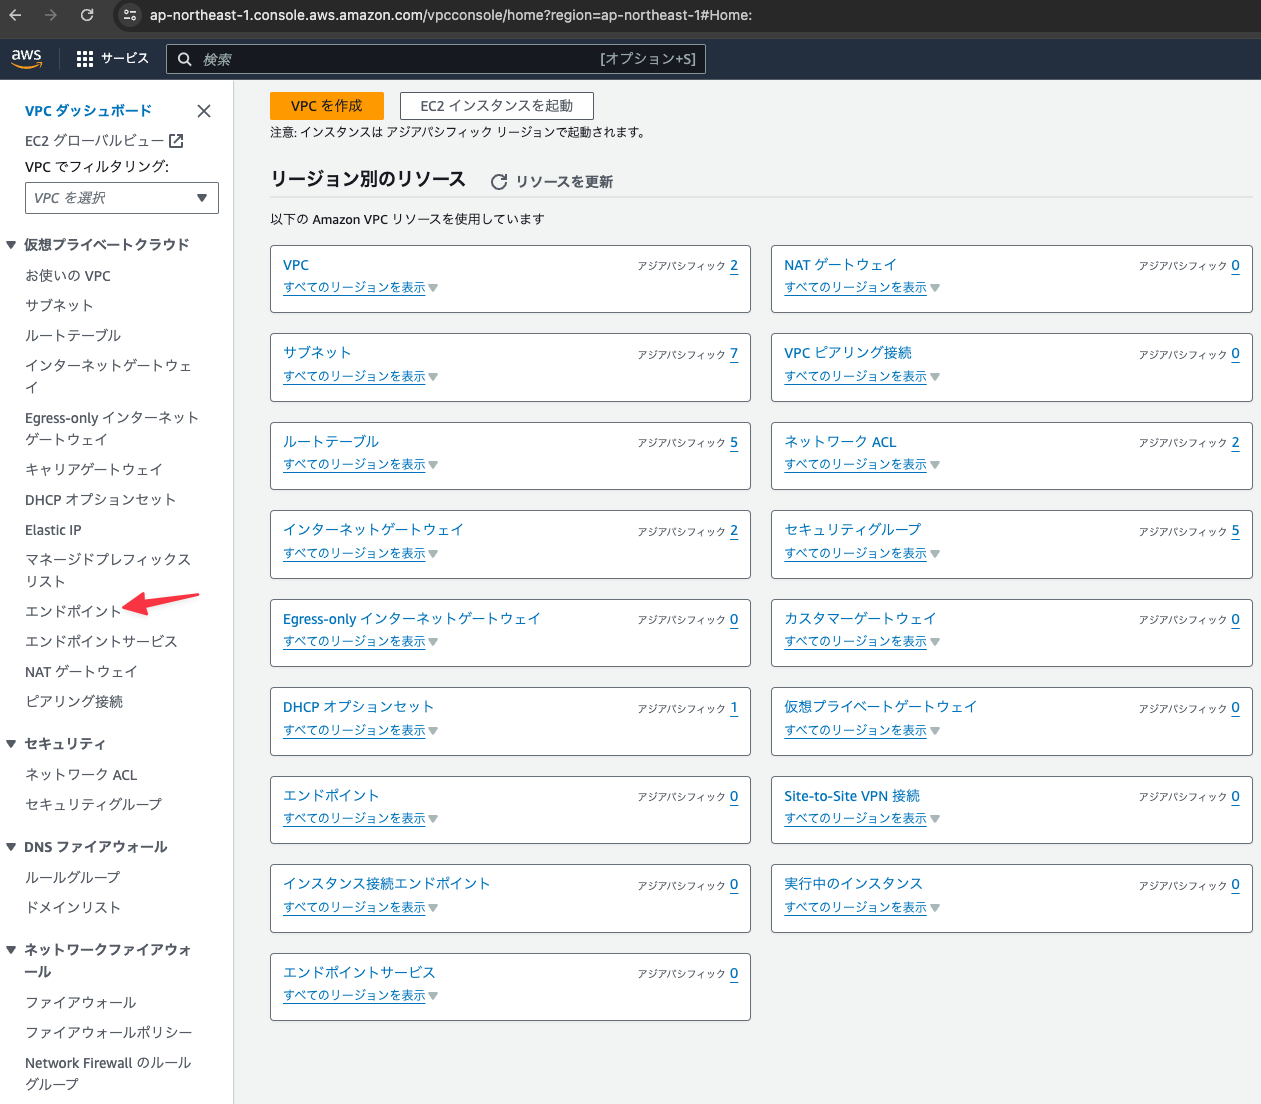 ap-northeast-1.console.aws.amazon.com/vpcconsole/home?region=ap-northeast-1#Home:
aws
サービス
検索
[オプション+S]
VPC ダッシュボード
EC2 グローバルビュー
VPC でフィルタリング:
VPC を選択
仮想プライベートクラウド
お使いの VPC
サブネット
ルートテーブル
インターネットゲートウェ
イ
Egress-only インターネット
ゲートウェイ
キャリアゲートウェイ
DHCP オプションセット
Elastic IP
マネージドプレフィックス
リスト
エンドポイント
エンドポイントサービス
NAT ゲートウェイ
ピアリング接続
セキュリティ
ネットワーク ACL
セキュリティグループ
DNS ファイアウォール
ルールグループ
ドメインリスト
ネットワークファイアウォ
ール
ファイアウォール
ファイアウォールポリシー
Network Firewall のルール
グループ
VPC を作成
EC2 インスタンスを起動
注意: インスタンスは アジアパシフィック リージョンで起動されます。
リージョン別のリソース
リソースを更新
以下の Amazon VPC リソースを使用しています
VPC
アジアパシフィック 2
すべてのリージョンを表示
NAT ゲートウェイ
アジアパシフィック 0
すべてのリージョンを表示
サブネット
アジアパシフィック 7
すべてのリージョンを表示
VPC ピアリング接続
アジアパシフィック 0
すべてのリージョンを表示
ルートテーブル
アジアパシフィック 5
すべてのリージョンを表示
ネットワーク ACL
アジアパシフィック 2
すべてのリージョンを表示
インターネットゲートウェイ
アジアパシフィック 2
すべてのリージョンを表示
セキュリティグループ
アジアパシフィック 5
すべてのリージョンを表示
Egress-only インターネットゲートウェイ
アジアパシフィック 0
すべてのリージョンを表示
カスタマーゲートウェイ
アジアパシフィック 0
すべてのリージョンを表示
DHCP オプションセット
アジアパシフィック 1
すべてのリージョンを表示
仮想プライベートゲートウェイ
アジアパシフィック 0
すべてのリージョンを表示
エンドポイント
アジアパシフィック 0
すべてのリージョンを表示
Site-to-Site VPN 接続
アジアパシフィック 0
すべてのリージョンを表示
インスタンス接続エンドポイント
アジアパシフィック 0
すべてのリージョンを表示
実行中のインスタンス
アジアパシフィック 0
すべてのリージョンを表示
エンドポイントサービス
アジアパシフィック 0
すべてのリージョンを表示